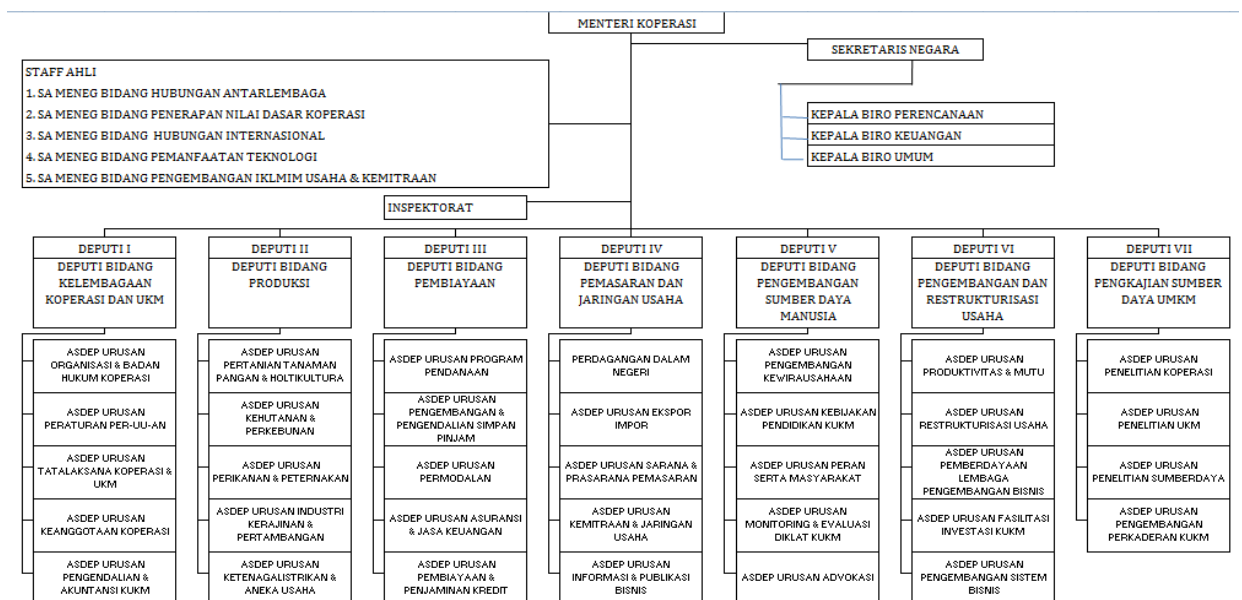 MENTERI KOPERASI
SEKRETARIS NEGARA
STAFF AHLI
1. SA MENEG BIDANG HUBUNGAN ANTARLEMBAGA
2. SA MENEG BIDANG PENERAPAN NILAI DASAR KOPERASI
3. SA MENEG BIDANG HUBUNGAN INTERNASIONAL
4. SA MENEG BIDANG PEMANFAATAN TEKNOLOGI
5. SA MENEG BIDANG PENGEMBANGAN IKLMIM USAHA & KEMITRAAN
KEPALA BIRO PERENCANAAN
KEPALA BIRO KEUANGAN
KEPALA BIRO UMUM
INSPEKTORAT
DEPUTI I
DEPUTI BIDANG
KELEMBAGAAN
KOPERASI DAN UKM
ASDEP URUSAN
ORGANISASI & BADAN
HUKUM KOPERASI
ASDEP URUSAN
PERATURAN PER-UU-AN
ASDEP URUSAN
TATALAKSANA KOPERASI &
UKM
ASDEP URUSAN
KEANGGOTAAN KOPERASI
ASDEP URUSAN
PENGENDALIAN &
AKUNTANSI KUKM
DEPUTI II
DEPUTI BIDANG
PRODUKSI
ASDEP URUSAN
PERTANIAN TANAMAN
PANGAN & HOLTIKULTURA
ASDEP URUSAN
KEHUTANAN &
PERKEBUNAN
ASDEP URUSAN
PERIKANAN & PETERNAKAN
ASDEP URUSAN INDUSTRI
KERAJINAN &
PERTAMBANGAN
ASDEP URUSAN
KETENAGALISTRIKAN &
ANEKA USAHA
DEPUTI III
DEPUTI BIDANG
PEMBIAYAAN
ASDEP URUSAN PROGRAM
PENDANAAN
ASDEP URUSAN
PENGEMBANGAN &
PENGENDALIAN SIMPAN
PINJAM
ASDEP URUSAN
PERMODALAN
ASDEP URUSAN ASURANSI
& JASA KEUANGAN
ASDEP URUSAN
PEMBIAYAAN &
PENJAMINAN KREDIT
DEPUTI IV
DEPUTI BIDANG
PEMASARAN DAN
JARINGAN USAHA
PERDAGANGAN DALAM
NEGERI
ASDEP URUSAN EKSPOR
IMPOR
ASDEP URUSAN SARANA &
PRASARANA PEMASARAN
ASDEP URUSAN
KEMITRAAN & JARINGAN
USAHA
ASDEP URUSAN
INFORMASI & PUBLIKASI
BISNIS
DEPUTI V
DEPUTI BIDANG
PENGEMBANGAN
SUMBER DAYA
MANUSIA
ASDEP URUSAN
PENGEMBANGAN
KEWIRAUSAHAAN
ASDEP URUSAN KEBIJAKAN
PENDIDIKAN KUKM
ASDEP URUSAN PERAN
SERTA MASYARAKAT
ASDEP URUSAN
MONITORING & EVALUASI
DIKLAT KUKM
ASDEP URUSAN ADVOKASI
DEPUTI VI
DEPUTI BIDANG
PENGEMBANGAN DAN
RESTRUKTURISASI
USAHA
ASDEP URUSAN
PRODUKTIVITAS & MUTU
ASDEP URUSAN
RESTRUKTURISASI USAHA
ASDEP URUSAN
PEMBERDAYAAN
LEMBAGA
PENGEMBANGAN BISNIS
ASDEP URUSAN FASILITASI
INVESTASI KUKM
ASDEP URUSAN
PENGEMBANGAN SISTEM
BISNIS
DEPUTI VII
DEPUTI BIDANG
PENGKAJIAN SUMBER
DAYA UMKM
ASDEP URUSAN
PENELITIAN KOPERASI
ASDEP URUSAN
PENELITIAN UKM
ASDEP URUSAN
PENELITIAN SUMBERDAYA
ASDEP URUSAN
PENGEMBANGAN
PERKADERAN KUKM